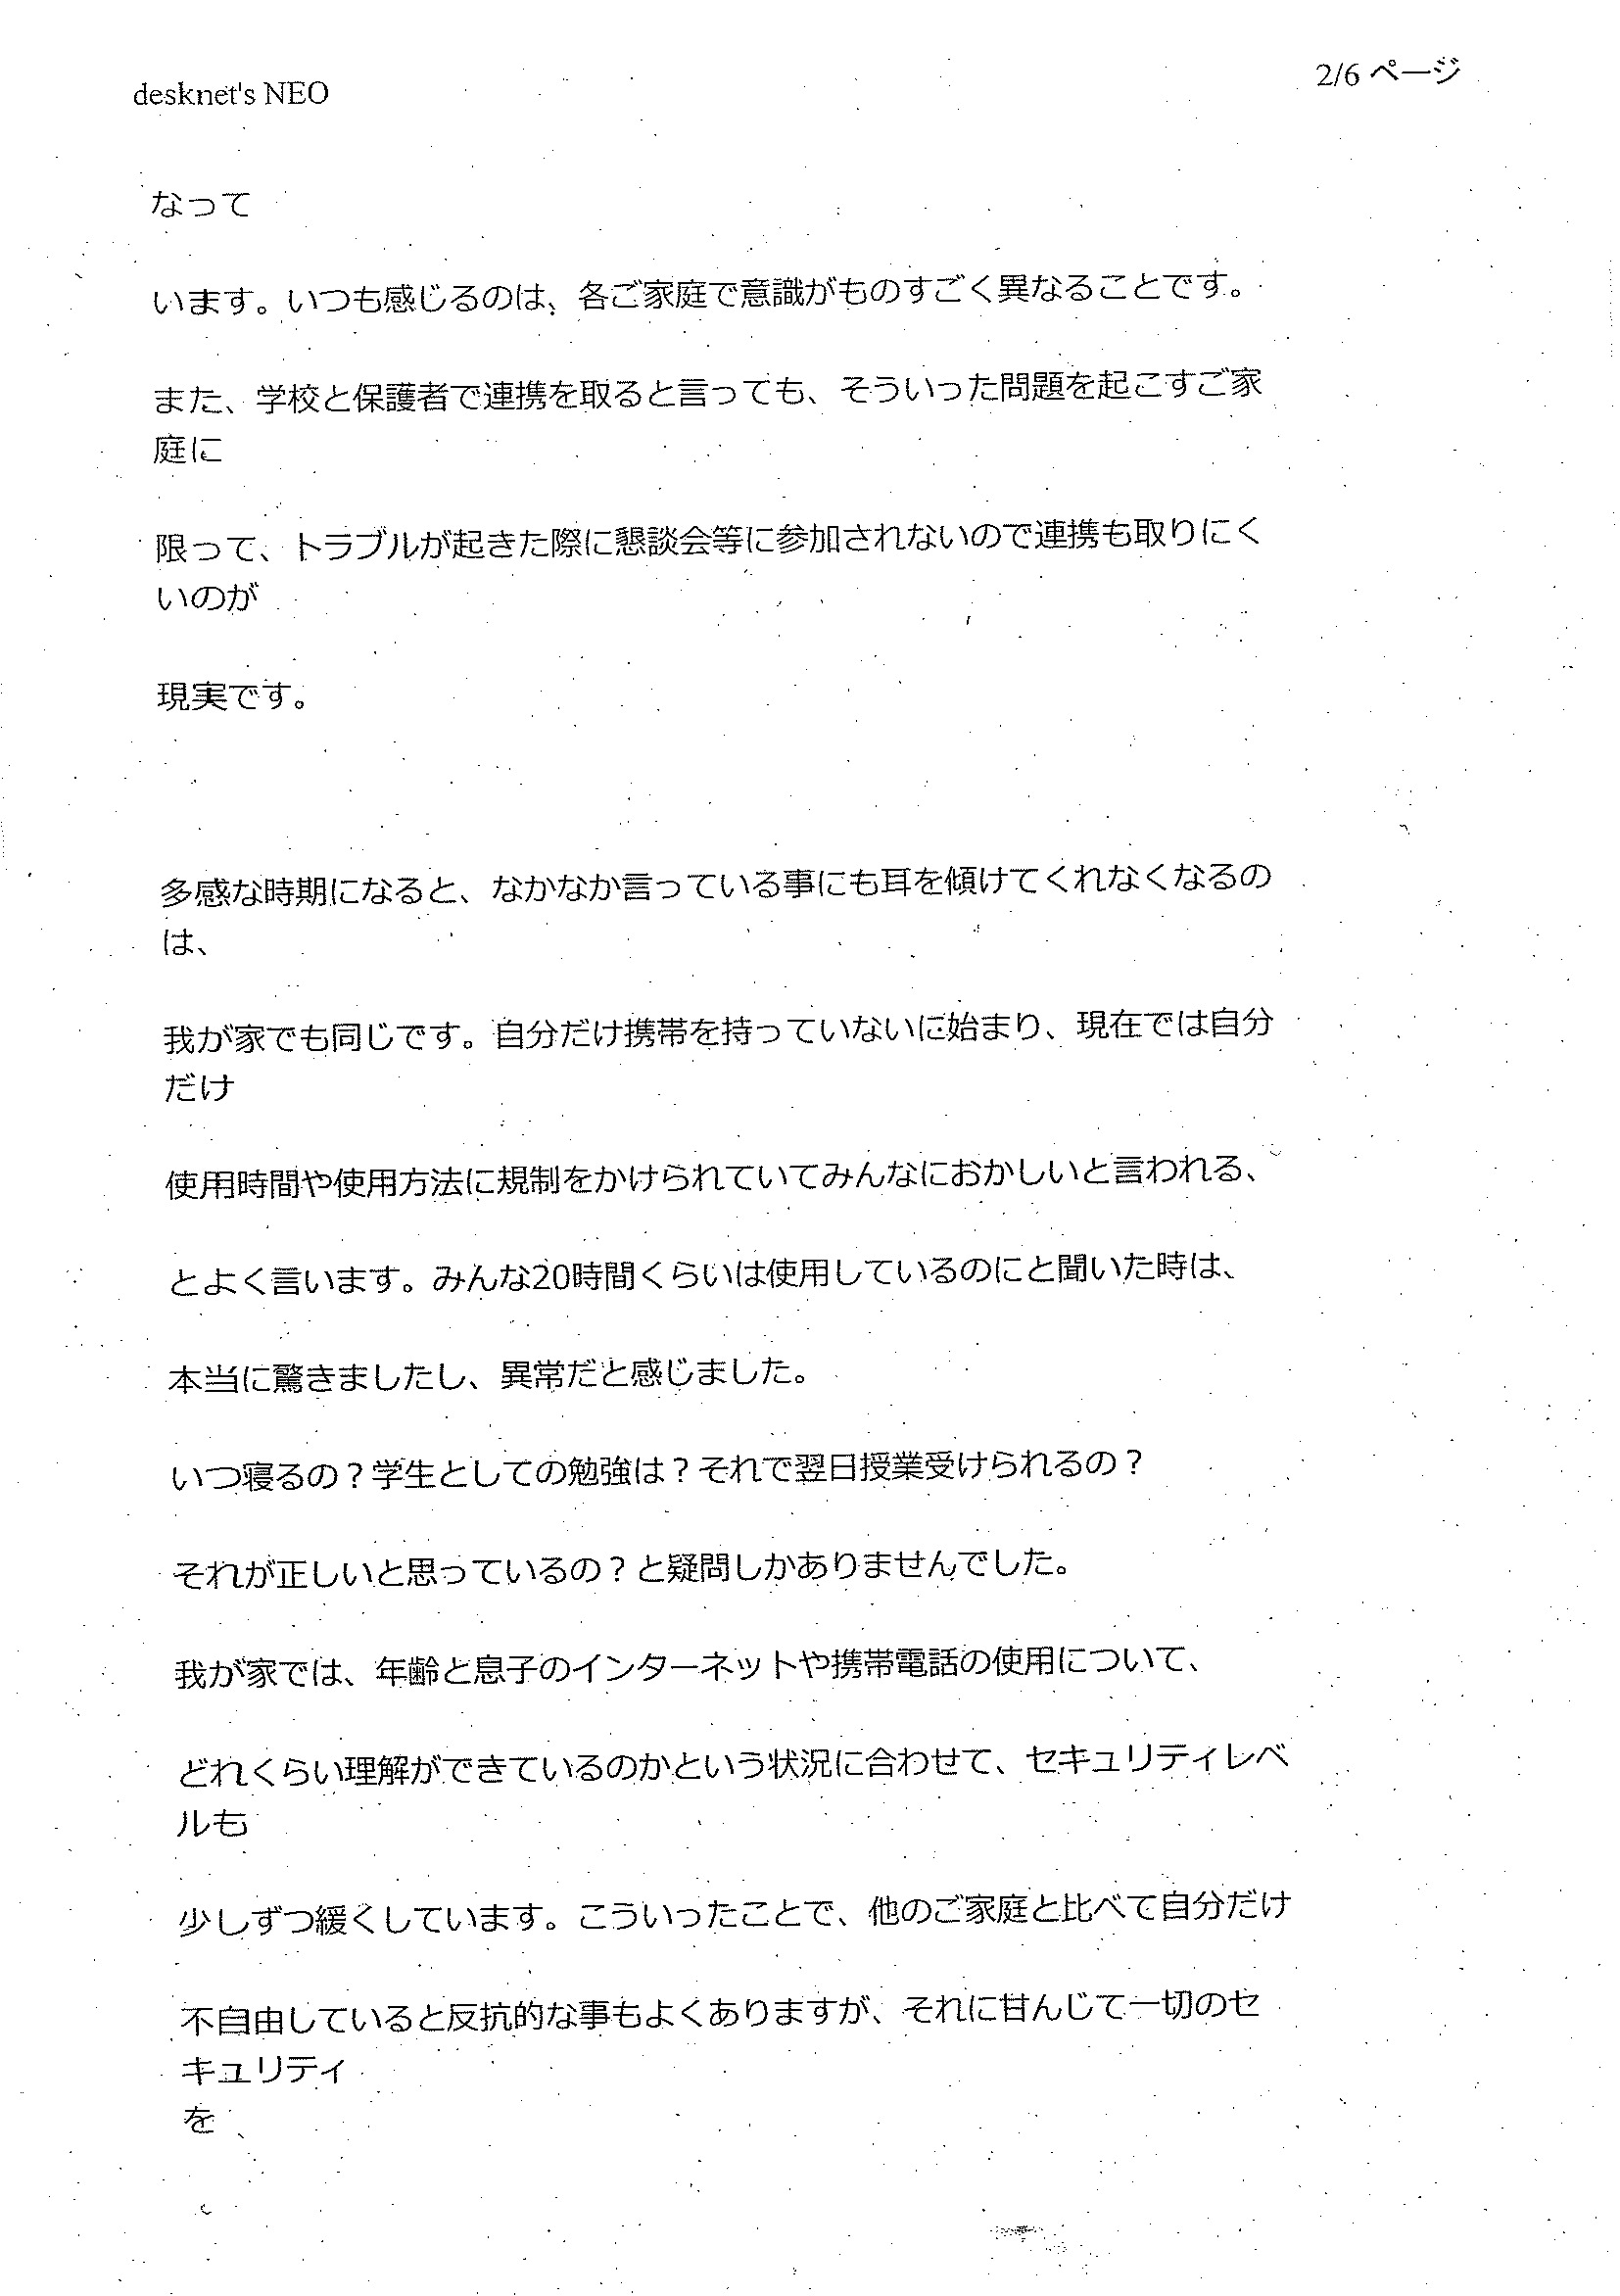 desknet's NEO
2/6 ページ
なって
います。いつも感じるのは、各ご家庭で意識がものすごく異なることです。
また、学校と保護者で連携を取ると言っても、そういった問題を起こすご家
庭に
限って、トラブルが起きた際に懇談会等に参加されないので連携も取りにく
いのが
現実です。
多感な時期になると、なかなか言っている事にも耳を傾けてくれなくなるの
は、
我が家でも同じです。自分だけ携帯を持っていないに始まり、現在では自分
だけ
使用時間や使用方法に規制をかけられていてみんなにおかしいと言われる、
とよく言います。みんな20時間くらいは使用しているのにと聞いた時は、
本当に驚きましたし、異常だと感じました。
いつ寝るの？学生としての勉強は？それで翌日授業受けられるの？
それが正しいと思っているの？と疑問しかありませんでした。
我が家では、年齢と息子のインターネットや携帯電話の使用について、
どれくらい理解ができているのかという状況に合わせて、セキュリティレベ
ルも
少しずつ緩くしています。こういったことで、他のご家庭と比べて自分だけ
不自由していると反抗的な事もよくありますが、それに甘んじて一切のセ
キュリティ
を